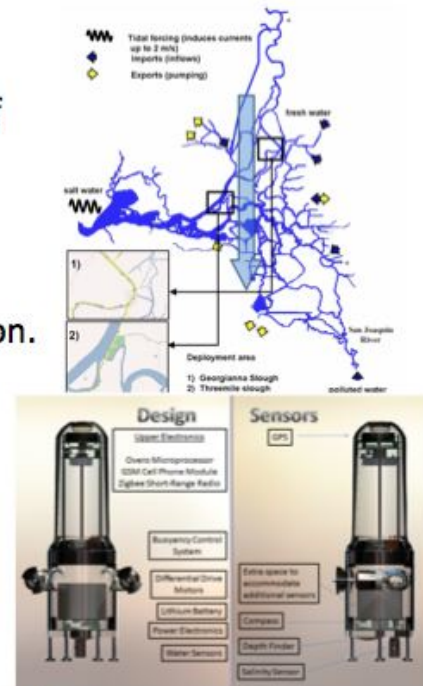 Tidal forcing (induces currents
up to 2 m/s)
Imports (inflows)
Exports (pumping)
fresh water
salt water
on.
1)
2)
San Joaquin
River
Deployment area
1) Georgianna Slough
2) Threemile slough
polluted water
Design
Upper Electronics
Overo Microprocessor
GSM Cell Phone Module
Zigbee Short-Range Radio
Buoyancy Control
System
Differential Drive
Motors
Lithium Battery
Power Electronics
Water Sensors
Sensors
GPS
Extra space to
accommodate
additional sensors
Compass
Depth Finder
Salinity Sensor